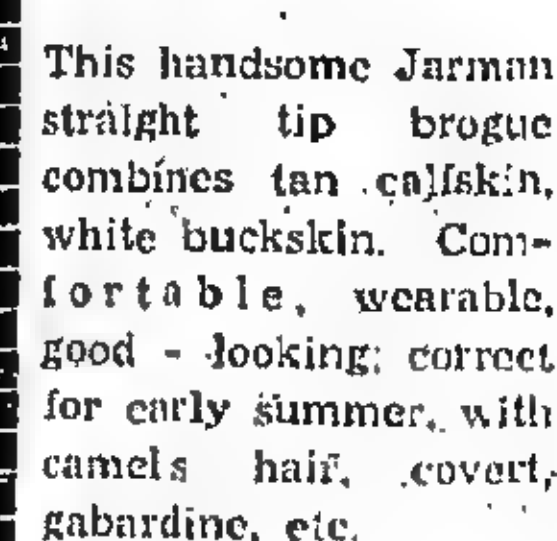 This handsome Jarman
straight tip brogue
combines tan calfskin,
white buckskin. Com-
fortable, wearable,
good - looking; correct
for early summer, with
camels hair, covert,
gabardine, etc.